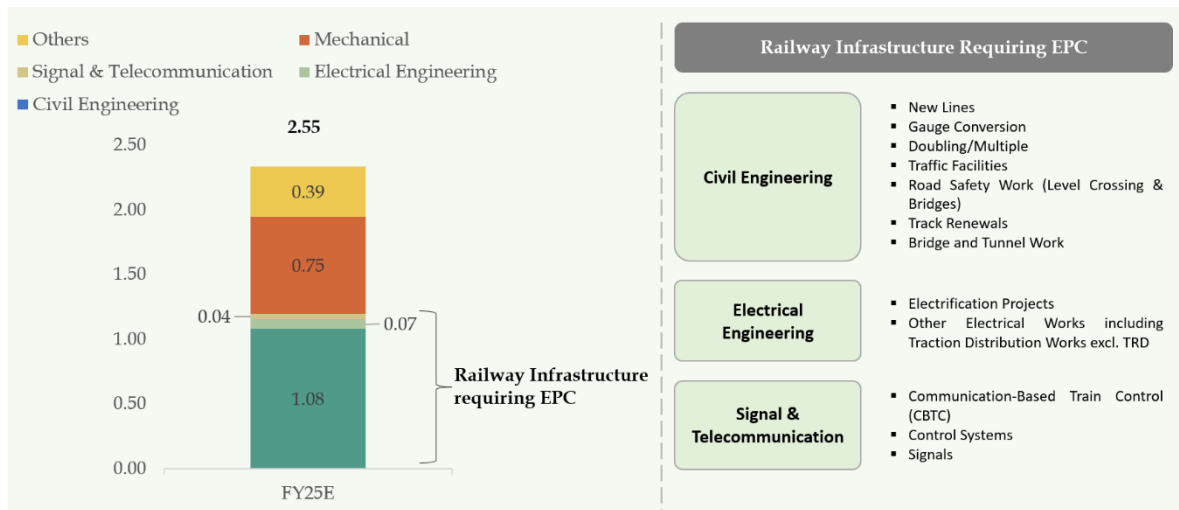 Others
Mechanical
Signal & Telecommunication
Electrical Engineering
Civil Engineering
2.55
2.50
2.00
1.50
1.00
0.50
0.00
0.39
0.75
0.04
0.07
1.08
Railway Infrastructure
requiring EPC
FY25E
Railway Infrastructure Requiring EPC
Civil Engineering
▪ New Lines
▪ Gauge Conversion
▪ Doubling/Multiple
▪ Traffic Facilities
▪ Road Safety Work (Level Crossing &
Bridges)
▪ Track Renewals
▪ Bridge and Tunnel Work
Electrical
Engineering
▪ Electrification Projects
▪ Other Electrical Works including
Traction Distribution Works excl. TRD
Signal &
Telecommunication
▪ Communication-Based Train Control
(CBTC)
▪ Control Systems
▪ Signals